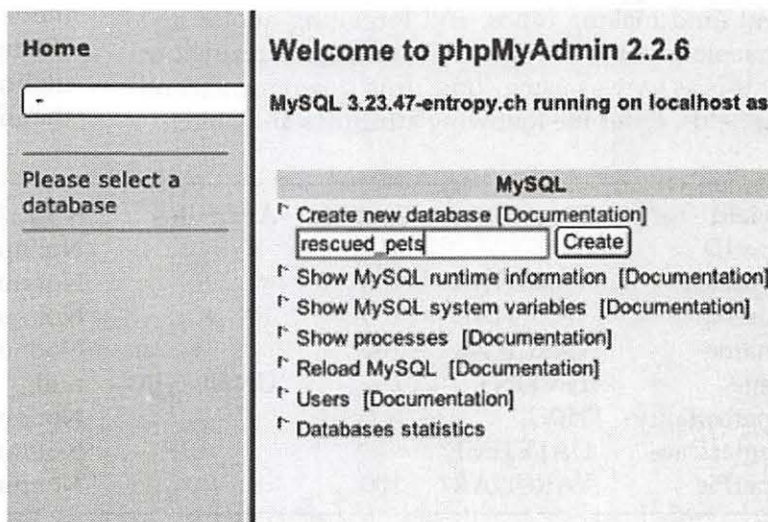 Home
-
Please select a
database
Welcome to phpMyAdmin 2.2.6
MySQL 3.23.47-entropy.ch running on localhost as
MySQL
Create new database [Documentation]
rescued_pets
Create
Show MySQL runtime information [Documentation]
Show MySQL system variables [Documentation]
Show processes [Documentation]
Reload MySQL [Documentation]
Users [Documentation]
Databases statistics